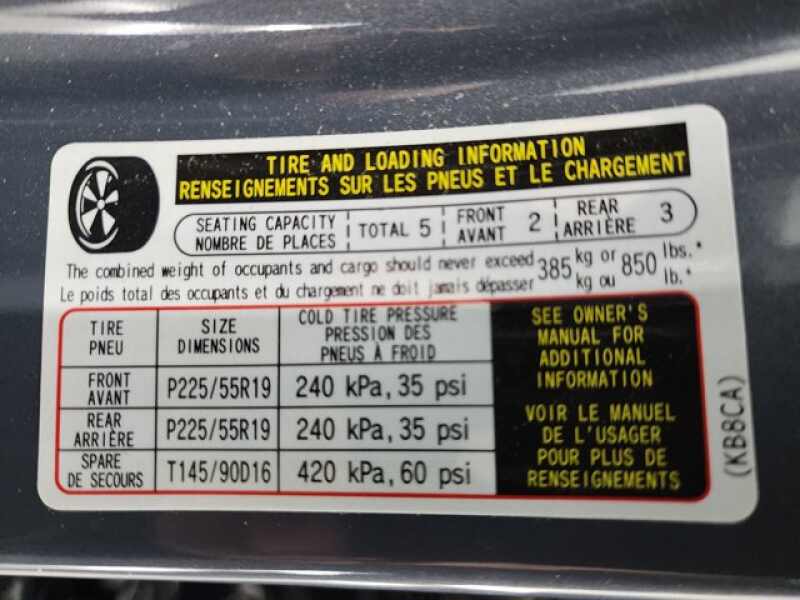 TIRE AND LOADING INFORMATION
RENSEIGNEMENTS SUR LES PNEUS ET LE CHARGEMENT
SEATING CAPACITY
NOMBRE DE PLACES
TOTAL 5
FRONT
AVANT
2
REAR
ARRIÈRE
3
The combined weight of occupants and cargo should never exceed 385 kg or 850 lbs.*
Le poids total des occupants et du chargement ne doit jamais dépasser kg ou lb.*
TIRE
PNEU
SIZE
DIMENSIONS
COLD TIRE PRESSURE
PRESSION DES
PNEUS À FROID
FRONT
AVANT
P225/55R19
240 kPa, 35 psi
REAR
ARRIÈRE
P225/55R19
240 kPa, 35 psi
SPARE
DE SECOURS
T145/90D16
420 kPa, 60 psi
SEE OWNER'S
MANUAL FOR
ADDITIONAL
INFORMATION
VOIR LE MANUEL
DE L'USAGER
POUR PLUS DE
RENSEIGNEMENTS
(KB8CA)